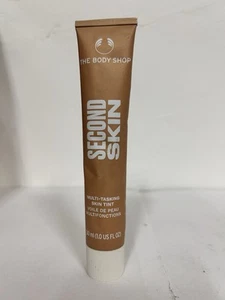 THE BODY SHOP
SECOND
SKIN
MULTI-TASKING
SKIN TINT
VOILE DE PEAU
MULTIFONCTIONS
30 ml (1.0 US FL.OZ)